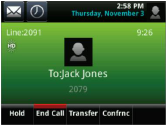 2:58 PM
Thursday, November 3
Line:2091 9:26
HD
To:Jack Jones
2079
Hold End Call Transfer Confrnc